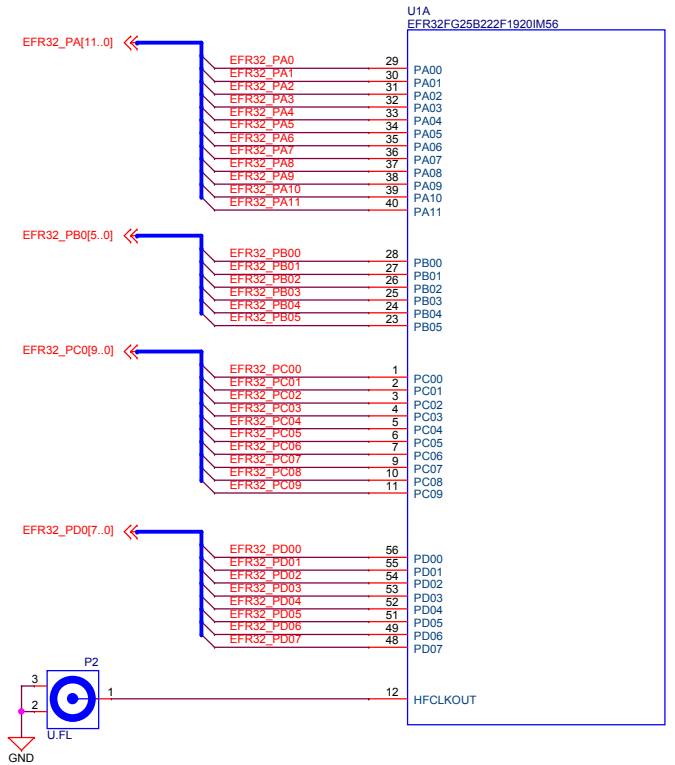 U1A
EFR32FG25B222F1920IM56
EFR32_PA[11..0]
EFR32_PA0 29 PA00
EFR32_PA1 30 PA01
EFR32_PA2 31 PA02
EFR32_PA3 32 PA03
EFR32_PA4 33 PA04
EFR32_PA5 34 PA05
EFR32_PA6 35 PA06
EFR32_PA7 36 PA07
EFR32_PA8 37 PA08
EFR32_PA9 38 PA09
EFR32_PA10 39 PA10
EFR32_PA11 40 PA11
EFR32_PB0[5..0]
EFR32_PB00 28 PB00
EFR32_PB01 27 PB01
EFR32_PB02 26 PB02
EFR32_PB03 25 PB03
EFR32_PB04 24 PB04
EFR32_PB05 23 PB05
EFR32_PC0[9..0]
EFR32_PC00 1 PC00
EFR32_PC01 2 PC01
EFR32_PC02 3 PC02
EFR32_PC03 4 PC03
EFR32_PC04 5 PC04
EFR32_PC05 6 PC05
EFR32_PC06 7 PC06
EFR32_PC07 9 PC07
EFR32_PC08 10 PC08
EFR32_PC09 11 PC09
EFR32_PD0[7..0]
EFR32_PD00 56 PD00
EFR32_PD01 55 PD01
EFR32_PD02 54 PD02
EFR32_PD03 53 PD03
EFR32_PD04 52 PD04
EFR32_PD05 51 PD05
EFR32_PD06 49 PD06
EFR32_PD07 48 PD07
P2
3
1 12 HFCLKOUT
2
U.FL
GND